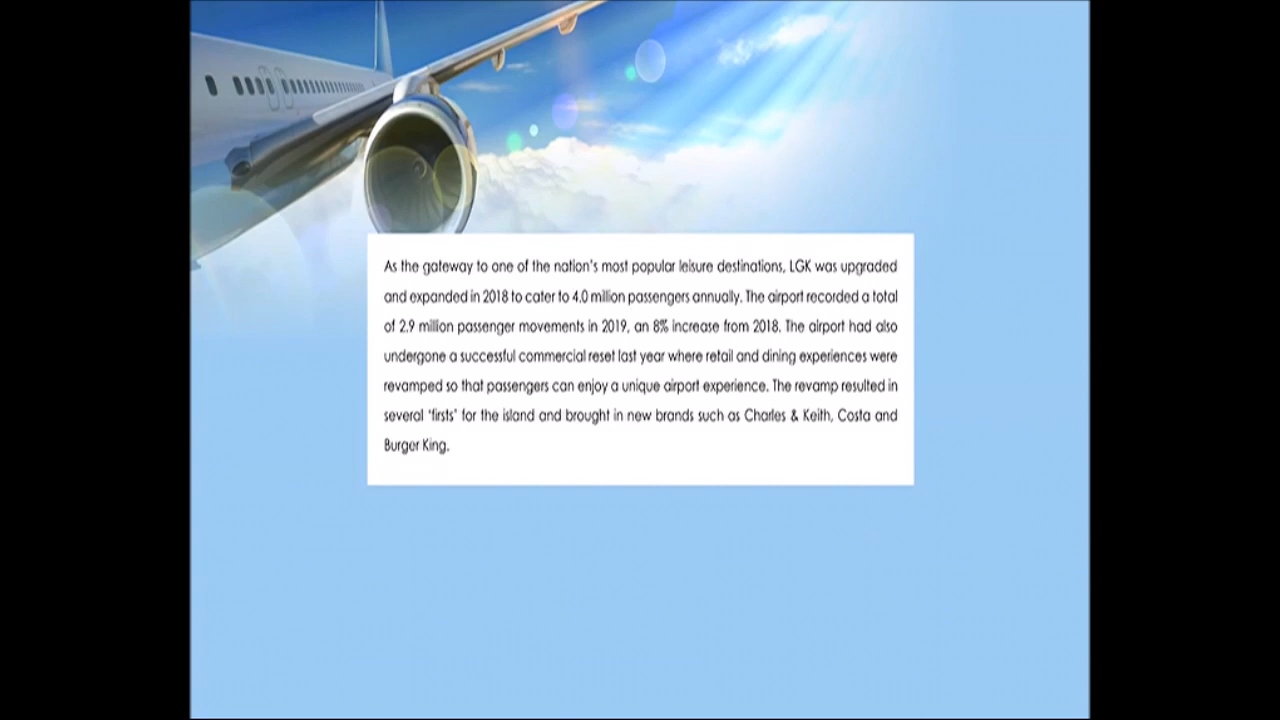 As the gateway to one of the nation's most popular leisure destinations, LGK was upgraded
and expanded in 2018 to cater to 4.0 million passengers annually. The airport recorded a total
of 2.9 million passenger movements in 2019, an 8% increase from 2018. The airport had also
undergone a successful commercial reset last year where retail and dining experiences were
revamped so that passengers can enjoy a unique airport experience. The revamp resulted in
several 'firsts' for the island and brought in new brands such as Charles & Keith, Costa and
Burger King.